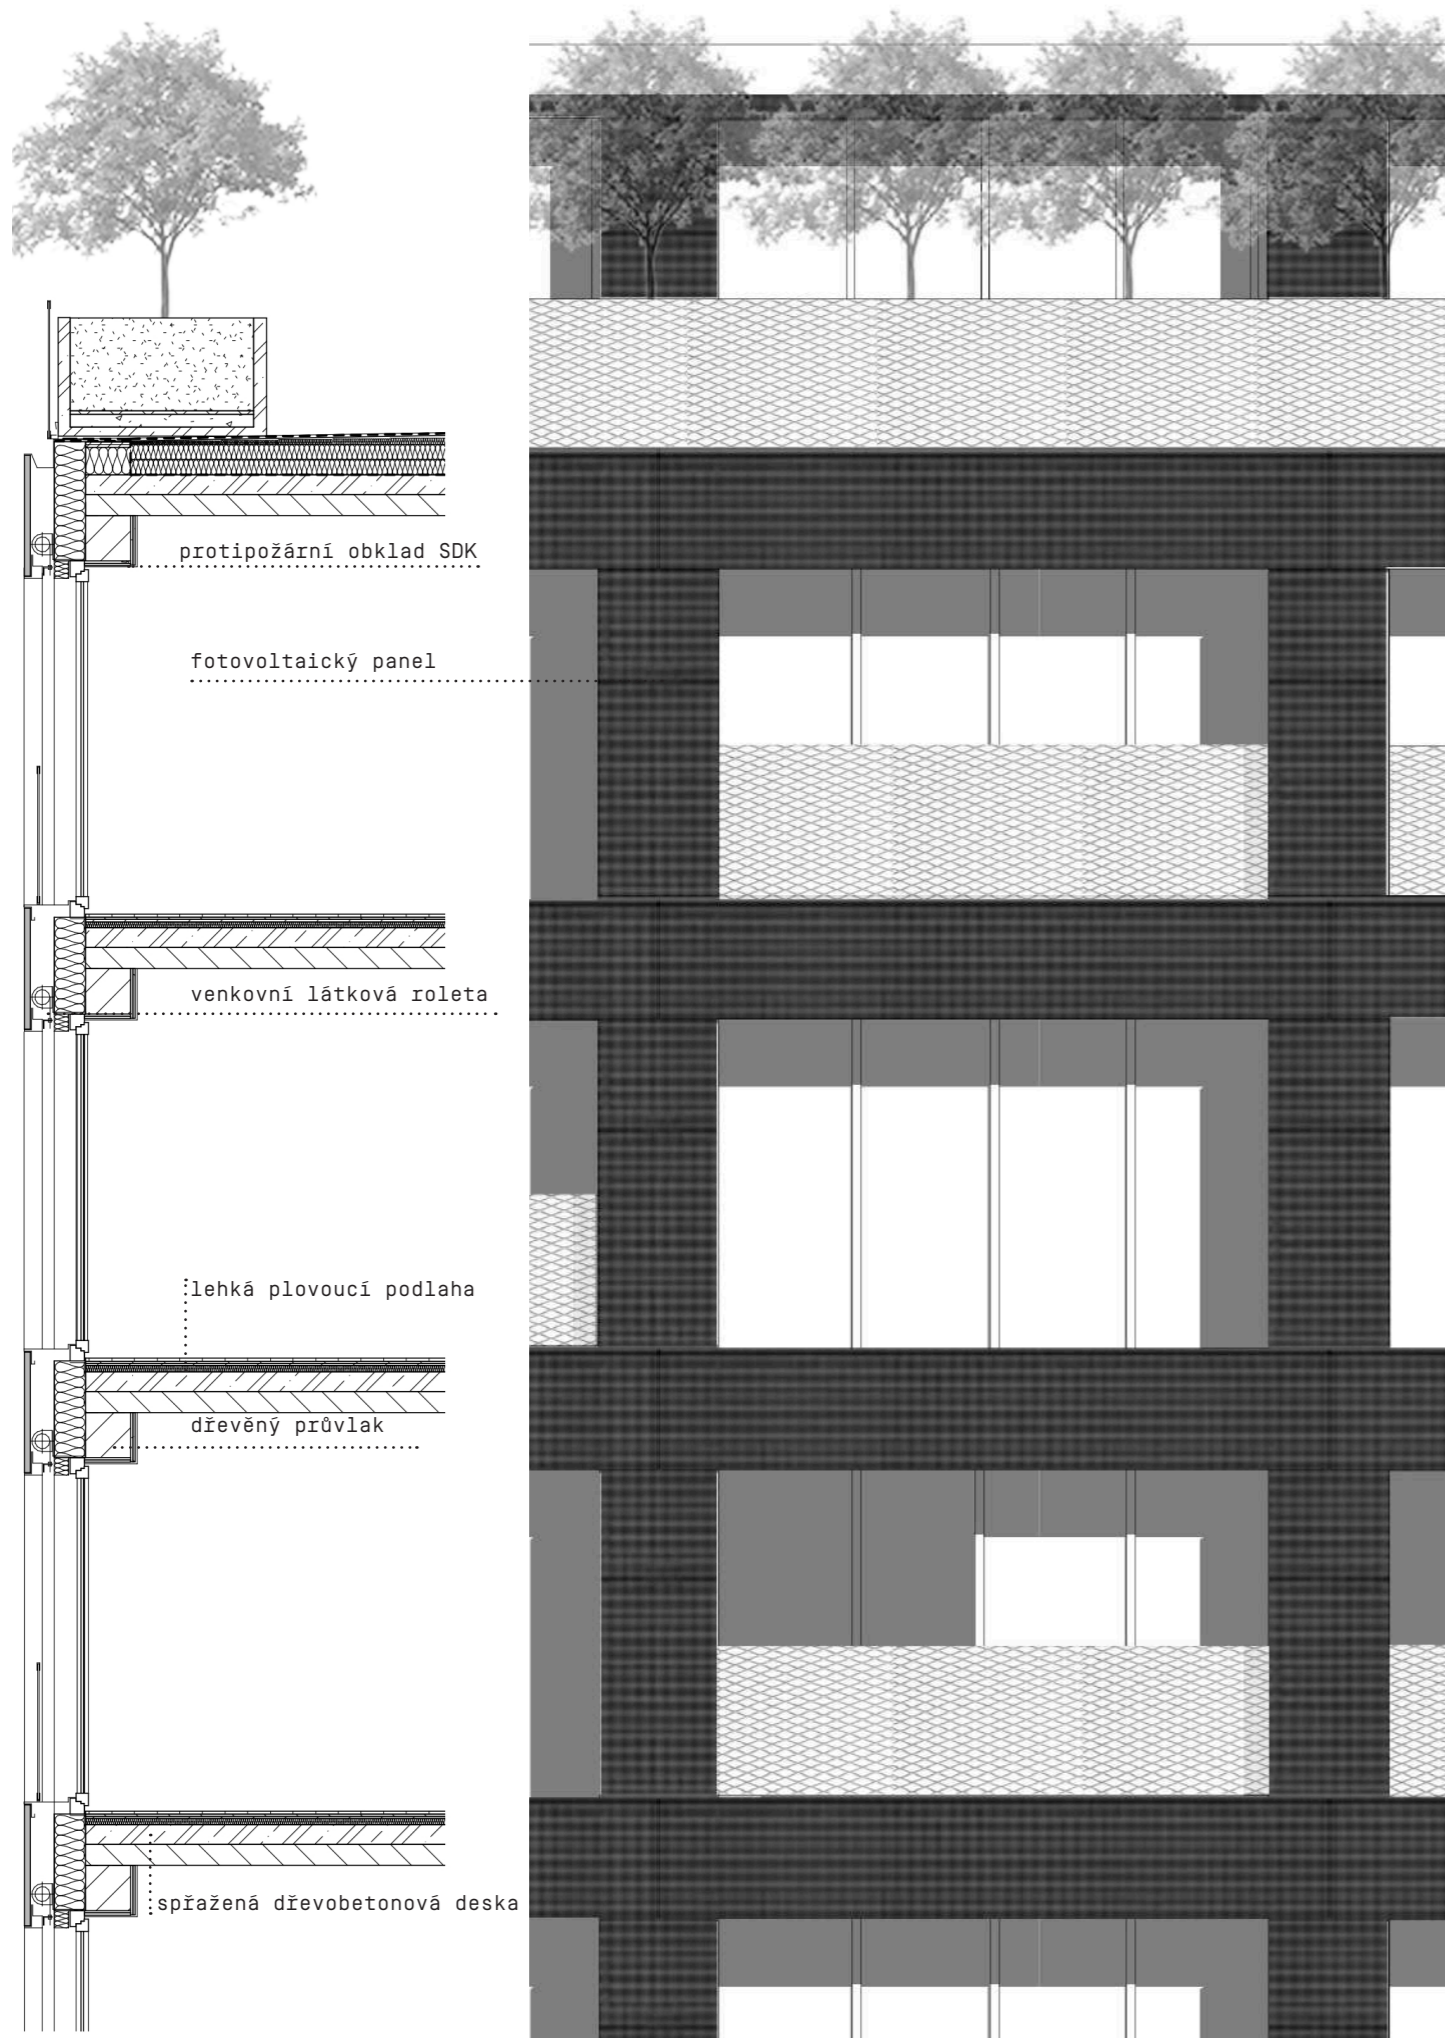 protipožární obklad SDK
fotovoltaický panel
venkovní látková roleta
lehká plovoucí podlaha
dřevěný průvlak
spřažená dřevobetonová deska